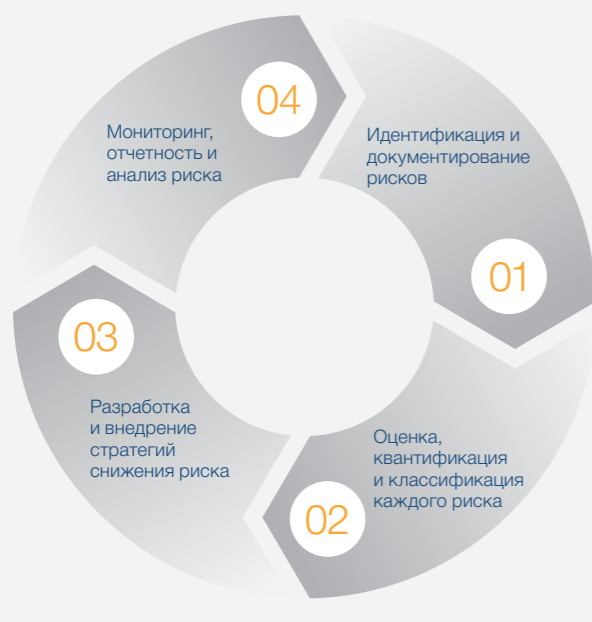 01
Идентификация и
документирование
рисков
02
Оценка,
квантификация
и классификация
каждого риска
03
Разработка
и внедрение
стратегий
снижения риска
04
Мониторинг,
отчетность и
анализ риска